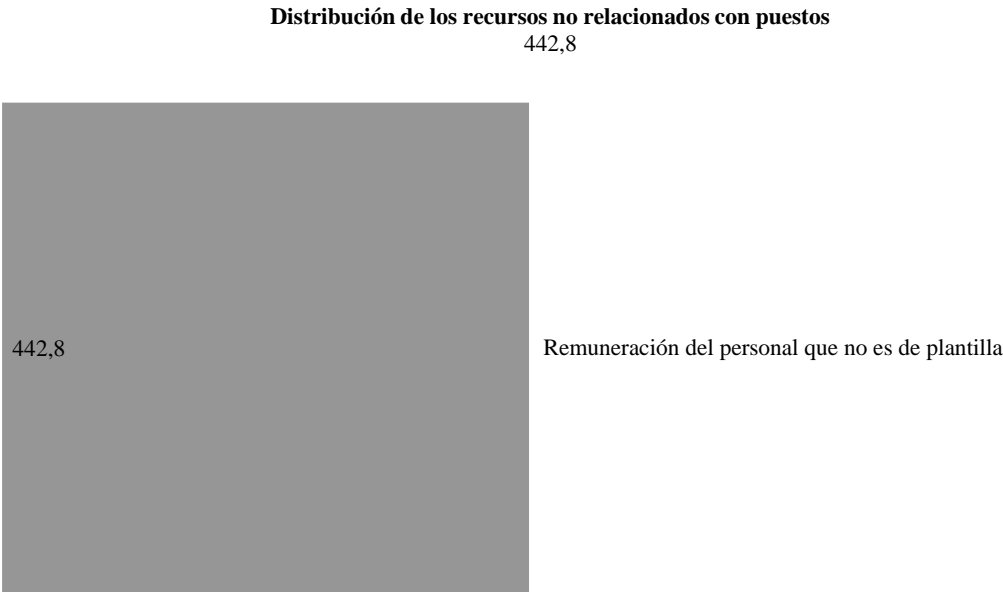 Distribución de los recursos no relacionados con puestos
442,8
442,8
Remuneración del personal que no es de plantilla